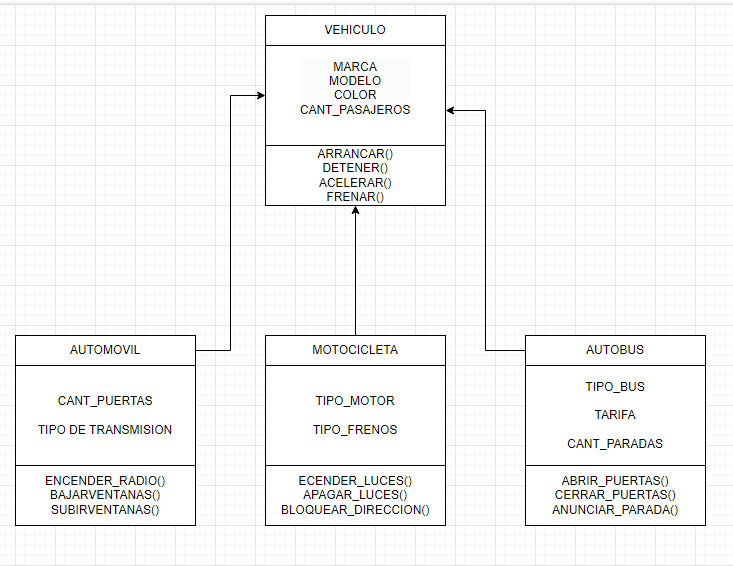 VEHICULO
MARCA
MODELO
COLOR
CANT_PASAJEROS
ARRANCAR()
DETENER()
ACELERAR()
FRENAR()
AUTOMOVIL
CANT_PUERTAS
TIPO DE TRANSMISION
ENCENDER_RADIO()
BAJARVENTANAS()
SUBIRVENTANAS()
MOTOCICLETA
TIPO_MOTOR
TIPO_FRENOS
ECENDER_LUCES()
APAGAR_LUCES()
BLOQUEAR_DIRECCION()
AUTOBUS
TIPO_BUS
TARIFA
CANT_PARADAS
ABRIR_PUERTAS()
CERRAR_PUERTAS()
ANUNCIAR_PARADA()